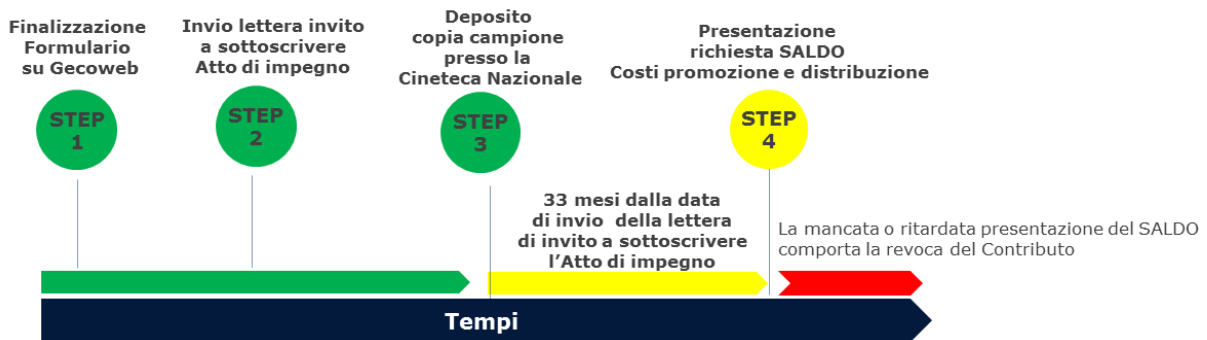 Finalizzazione
Formulario
su Gecoweb
Invio lettera invito
a sottoscrivere
Atto di impegno
Deposito
copia campione
presso la
Cineteca Nazionale
Presentazione
richiesta SALDO
Costi promozione e distribuzione
STEP
1
STEP
2
STEP
3
STEP
4
33 mesi dalla data
di invio della lettera
di invito a sottoscrivere
l’Atto di impegno
La mancata o ritardata presentazione del SALDO
comporta la revoca del Contributo
Tempi